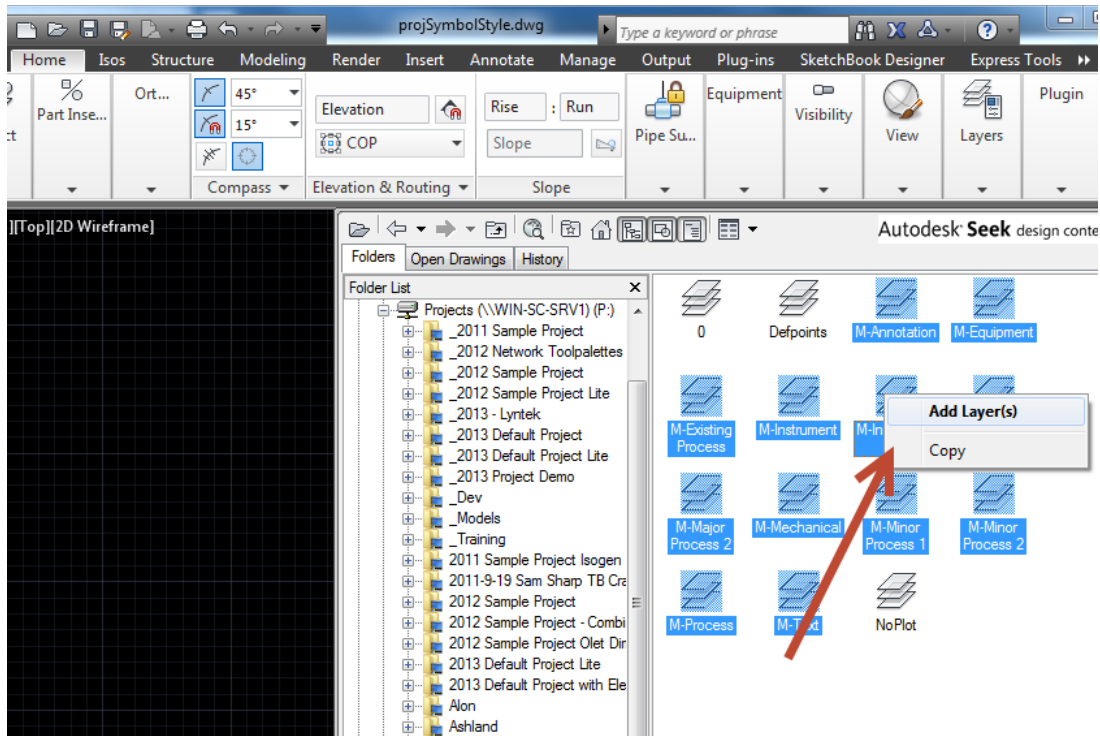 projSymbolStyle.dwg
Type a keyword or phrase
Home Isos Structure Modeling Render Insert Annotate Manage Output Plug-ins SketchBook Designer Express Tools
Part Inse...
Ort...
45°
15°
Compass
Elevation
COP
Elevation & Routing
Rise : Run
Slope
Slope
Pipe Su...
Equipment
Visibility
View
Layers
Plugin
][Top][2D Wireframe]
Autodesk® Seek design conte
Folders Open Drawings History
Folder List
Projects (\\WIN-SC-SRV1) (P:)
_2011 Sample Project
_2012 Network Toolpalettes
_2012 Sample Project
_2012 Sample Project Lite
_2013 - Lyntek
_2013 Default Project
_2013 Default Project Lite
_2013 Project Demo
_Dev
_Models
_Training
2011 Sample Project Isogen
2011-9-19 Sam Sharp TB Cra
2012 Sample Project
2012 Sample Project - Combi
2012 Sample Project Olet Dir
2013 Default Project Lite
2013 Default Project with Ele
Alon
Ashland
0 Defpoints M-Annotation M-Equipment
M-Existing
Process
M-Instrument
M-In
Add Layer(s)
Copy
M-Major
Process 2
M-Mechanical
M-Minor
Process 1
M-Minor
Process 2
M-Process
M-Text
NoPlot